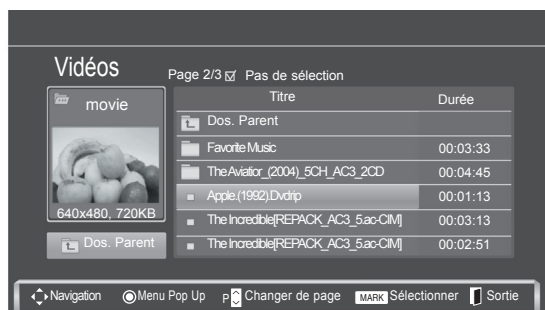 Vidéos
Page 2/3 Pas de sélection
movie
640x480, 720KB
Dos. Parent
Titre Durée
Dos. Parent
Favorite Music 00:03:33
The Aviatior_(2004)_5CH_AC3_2CD 00:04:45
Apple.(1992).Dvdrip 00:01:13
The Incredible[REPACK_AC3_5.ac-CIM] 00:03:13
The Incredible[REPACK_AC3_5.ac-CIM] 00:02:51
Navigation Menu Pop Up P Changer de page MARK Sélectionner Sortie